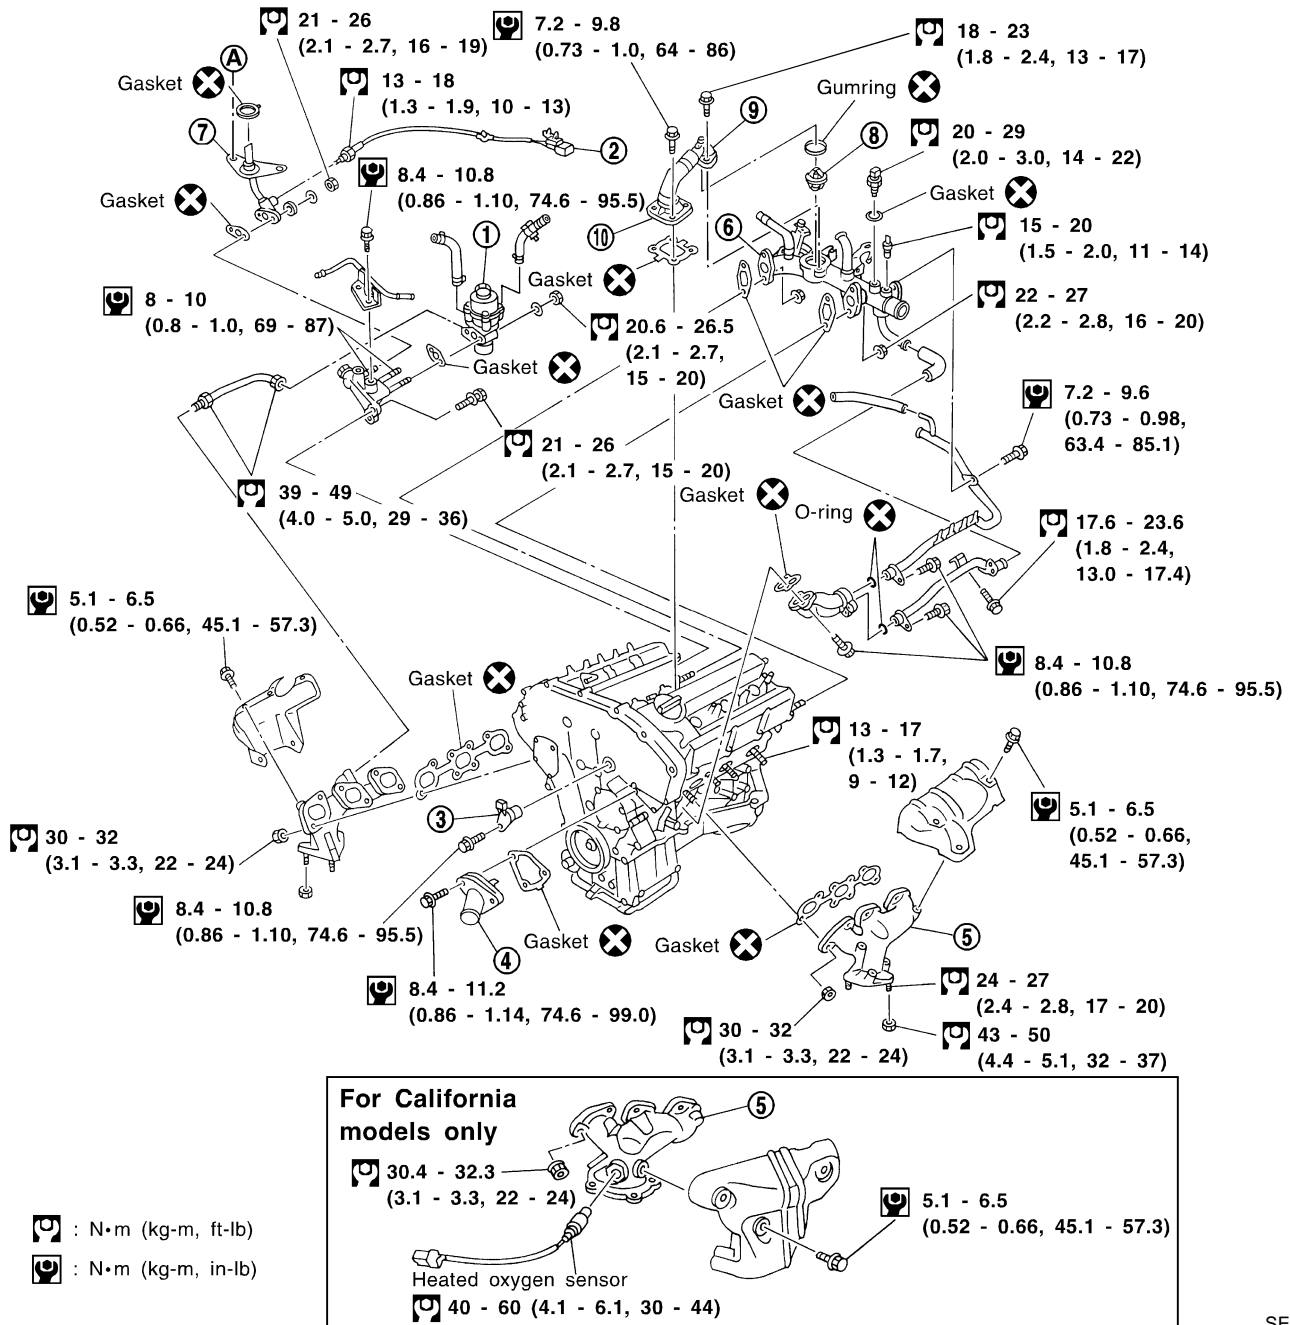 21 - 26
(2.1 - 2.7, 16 - 19)
7.2 - 9.8
(0.73 - 1.0, 64 - 86)
18 - 23
(1.8 - 2.4, 13 - 17)
A
Gasket
13 - 18
(1.3 - 1.9, 10 - 13)
Gumring
7
2
9
8
20 - 29
(2.0 - 3.0, 14 - 22)
8.4 - 10.8
(0.86 - 1.10, 74.6 - 95.5)
Gasket
Gasket
1
10
6
15 - 20
(1.5 - 2.0, 11 - 14)
Gasket
8 - 10
(0.8 - 1.0, 69 - 87)
22 - 27
(2.2 - 2.8, 16 - 20)
20.6 - 26.5
(2.1 - 2.7,
15 - 20)
Gasket
Gasket
7.2 - 9.6
(0.73 - 0.98,
63.4 - 85.1)
21 - 26
(2.1 - 2.7, 15 - 20)
39 - 49
(4.0 - 5.0, 29 - 36)
Gasket
O-ring
17.6 - 23.6
(1.8 - 2.4,
13.0 - 17.4)
5.1 - 6.5
(0.52 - 0.66, 45.1 - 57.3)
Gasket
8.4 - 10.8
(0.86 - 1.10, 74.6 - 95.5)
13 - 17
(1.3 - 1.7,
9 - 12)
3
5.1 - 6.5
(0.52 - 0.66,
45.1 - 57.3)
30 - 32
(3.1 - 3.3, 22 - 24)
8.4 - 10.8
(0.86 - 1.10, 74.6 - 95.5)
4
Gasket
Gasket
5
8.4 - 11.2
(0.86 - 1.14, 74.6 - 99.0)
24 - 27
(2.4 - 2.8, 17 - 20)
30 - 32
(3.1 - 3.3, 22 - 24)
43 - 50
(4.4 - 5.1, 32 - 37)
For California
models only
5
30.4 - 32.3
(3.1 - 3.3, 22 - 24)
5.1 - 6.5
(0.52 - 0.66, 45.1 - 57.3)
Heated oxygen sensor
40 - 60 (4.1 - 6.1, 30 - 44)
: N•m (kg-m, ft-lb)
: N•m (kg-m, in-lb)